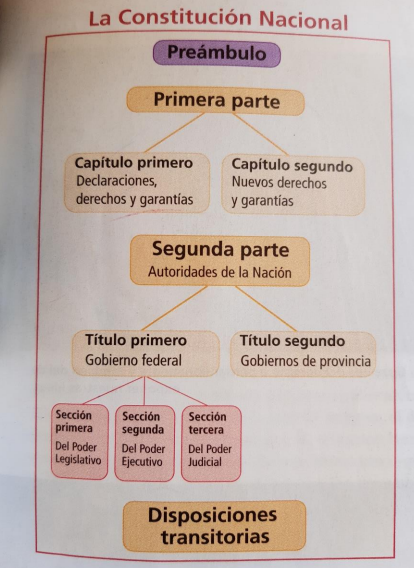 La Constitución Nacional
Preámbulo
Primera parte
Capítulo primero
Declaraciones,
derechos y garantías
Capítulo segundo
Nuevos derechos
y garantías
Segunda parte
Autoridades de la Nación
Título primero
Gobierno federal
Título segundo
Gobiernos de provincia
Sección
primera
Del Poder
Legislativo
Sección
segunda
Del Poder
Ejecutivo
Sección
tercera
Del Poder
Judicial
Disposiciones
transitorias